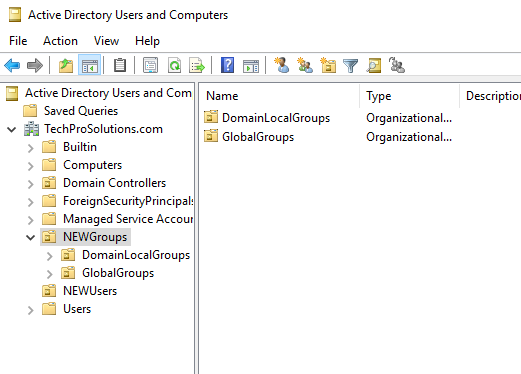 Active Directory Users and Computers
File Action View Help
Active Directory Users and Com
Saved Queries
TechProSolutions.com
Builtin
Computers
Domain Controllers
ForeignSecurityPrincipals
Managed Service Accour
NEWGroups
DomainLocalGroups
GlobalGroups
NEWUsers
Users
Name Type Description
DomainLocalGroups Organizational...
GlobalGroups Organizational...